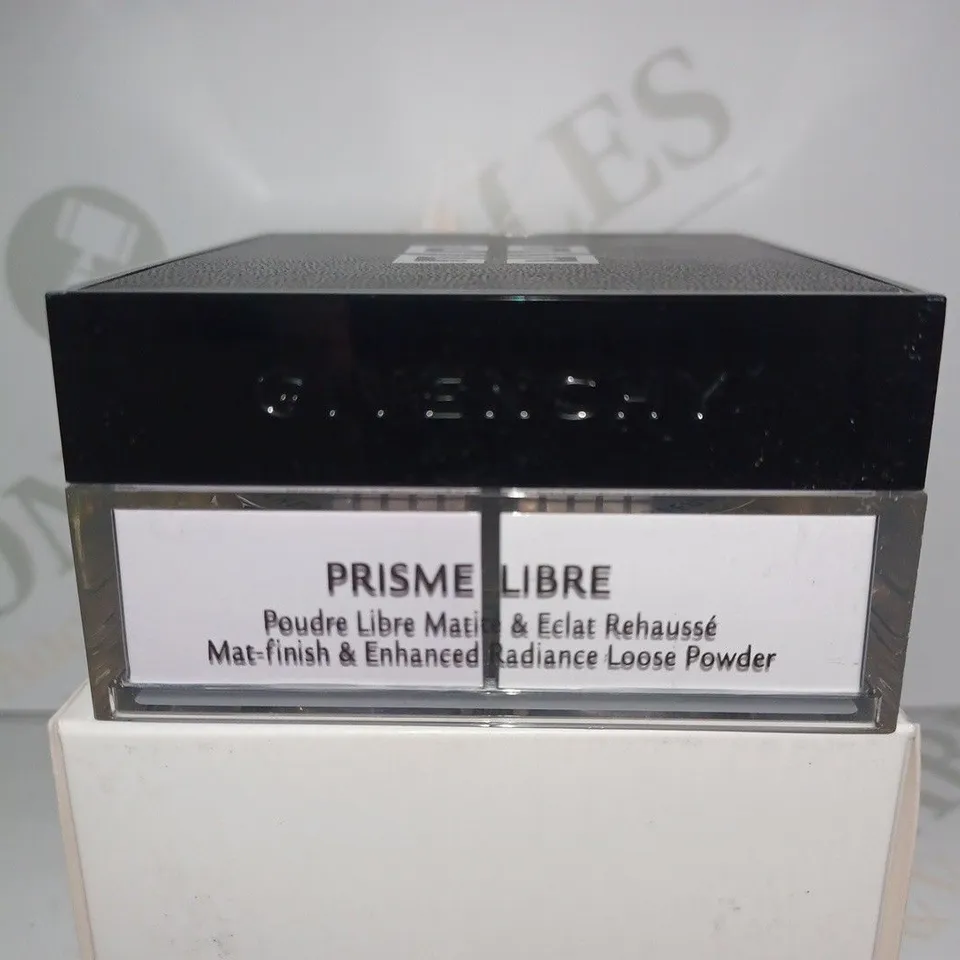 GIVENCHY
PRISME LIBRE
Poudre Libre Matité & Eclat Rehaussé
Mat-finish & Enhanced Radiance Loose Powder